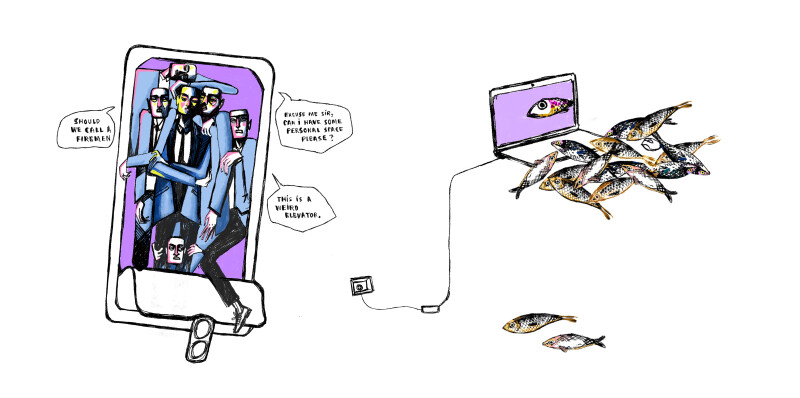 SHOULD
WE CALL A
FIREMEN
EXCUSE ME SIR,
CAN I HAVE SOME
PERSONAL SPACE
PLEASE?
THIS IS A
WEIRD
ELEVATOR.